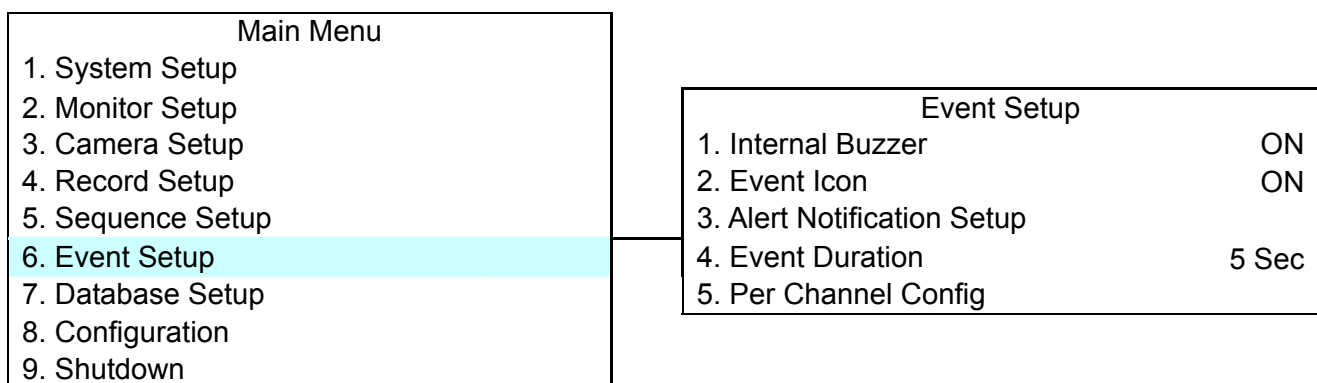 Main Menu
1. System Setup
2. Monitor Setup
3. Camera Setup
4. Record Setup
5. Sequence Setup
6. Event Setup
7. Database Setup
8. Configuration
9. Shutdown
Event Setup
1. Internal Buzzer ON
2. Event Icon ON
3. Alert Notification Setup
4. Event Duration 5 Sec
5. Per Channel Config